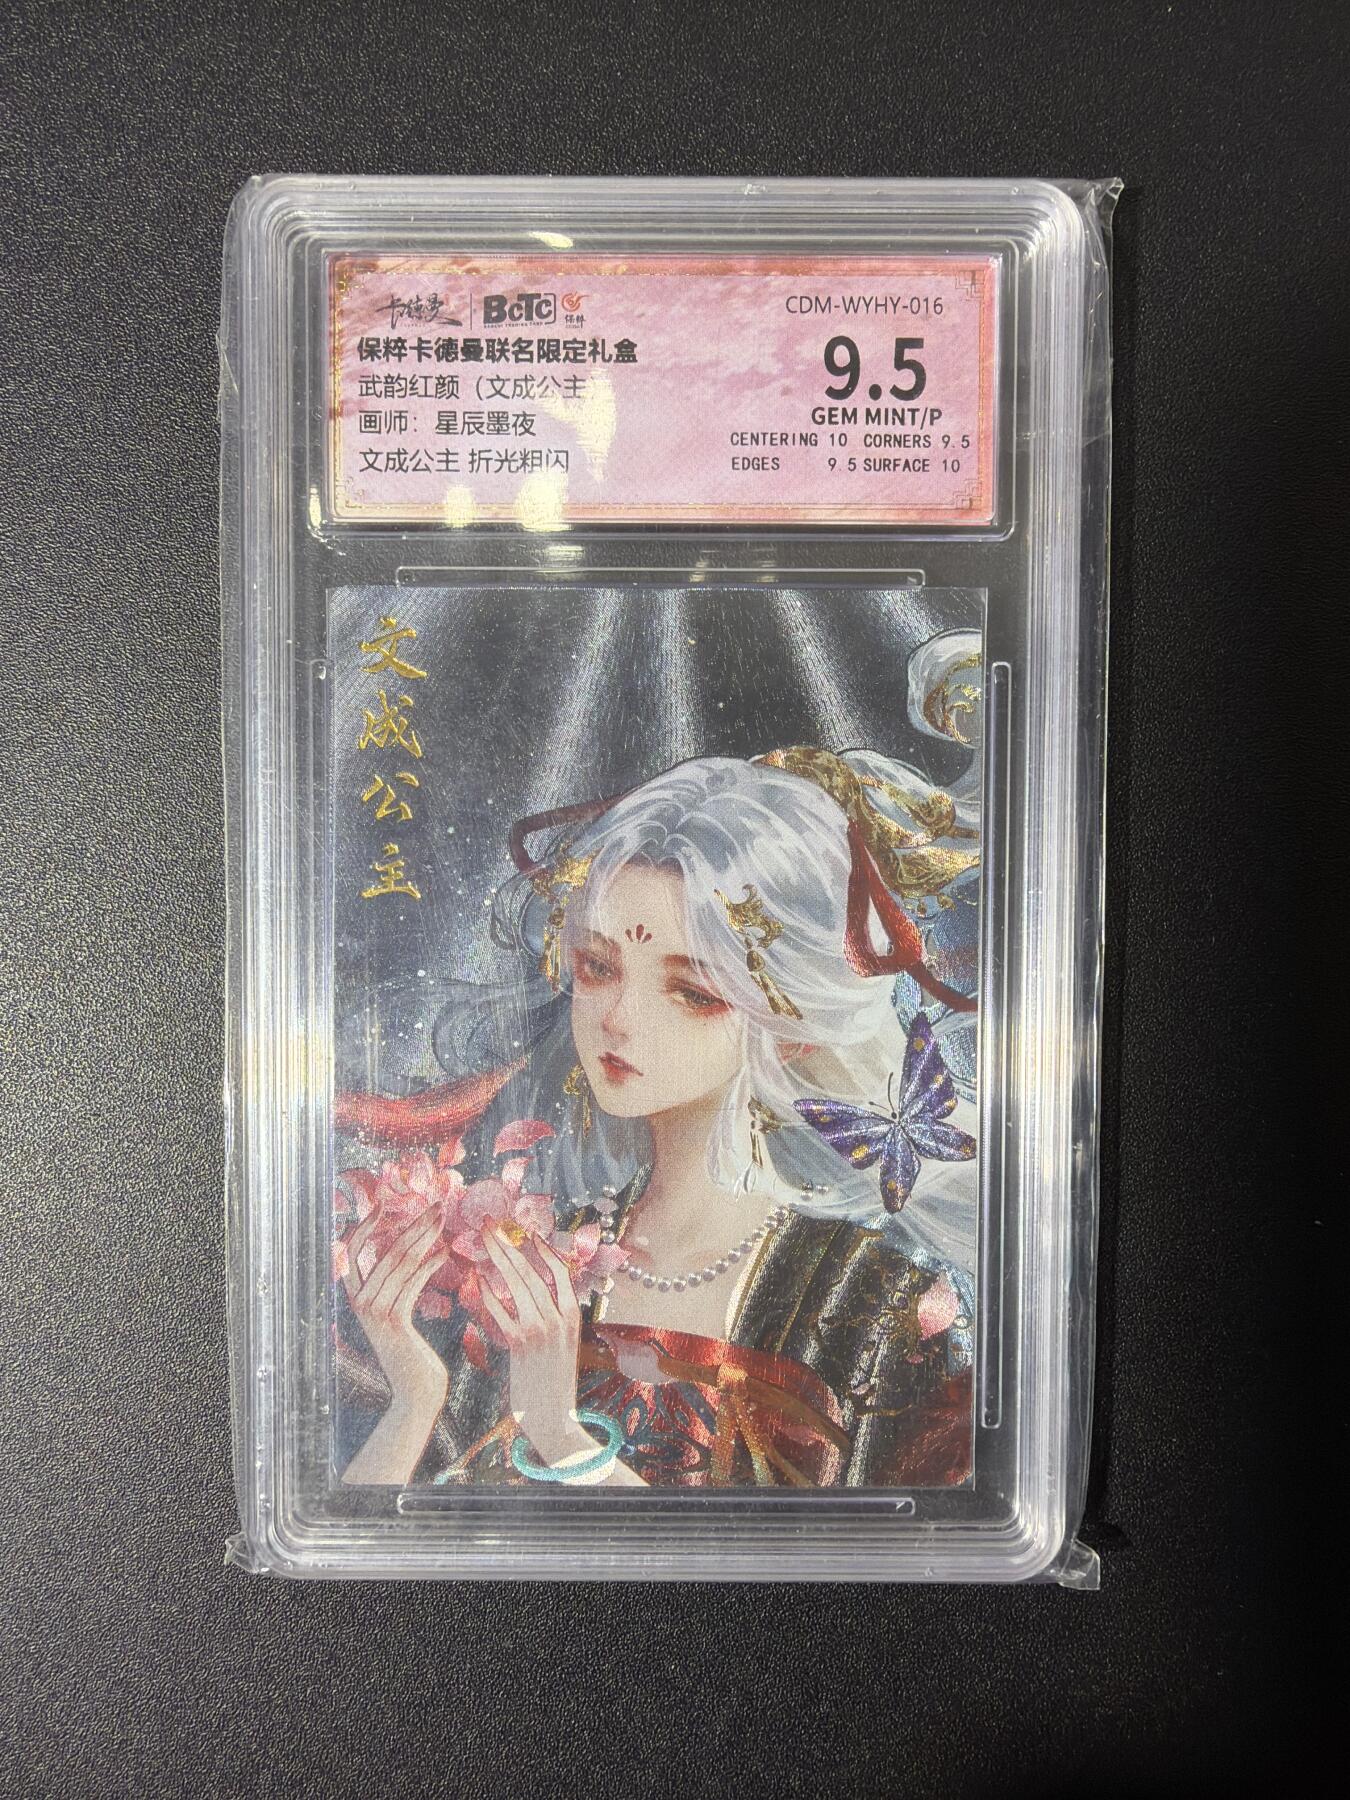 卡德曼 BCTC 保粹
CDM-WYHY-016
保粹卡德曼联名限定礼盒
武韵红颜（文成公主）
画师：星辰墨夜
文成公主 折光粗闪
9.5
GEM MINT/P
CENTERING 10 CORNERS 9.5
EDGES 9.5 SURFACE 10
文成公主